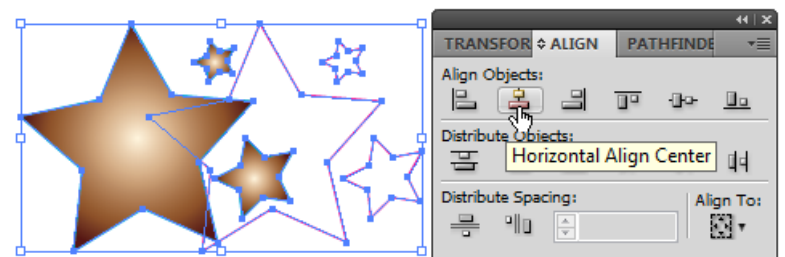 TRANSFOR ALIGN PATHFINDE
Align Objects:
Distribute Objects:
Horizontal Align Center
Distribute Spacing: Align To: